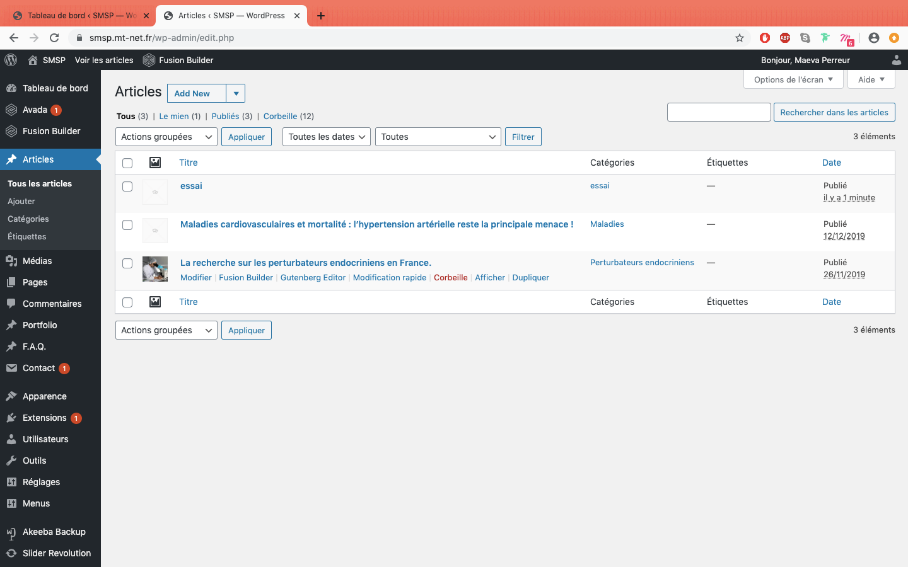 Tableau de bord ‹ SMSP — Wo
Articles ‹ SMSP — WordPress
smsp.mt-net.fr/wp-admin/edit.php
ABP
5
SMSP
Voir les articles
Fusion Builder
Bonjour, Maeva Perreur
Tableau de bord
Avada 1
Fusion Builder
Articles
Tous les articles
Ajouter
Catégories
Étiquettes
Médias
Pages
Commentaires
Portfolio
F.A.Q.
Contact 1
Apparence
Extensions 1
Utilisateurs
Outils
Réglages
Menus
Akeeba Backup
Slider Revolution
Options de l'écran
Aide
Articles
Add New
Tous (3) | Le mien (1) | Publiés (3) | Corbeille (12)
Rechercher dans les articles
Actions groupées
Appliquer
Toutes les dates
Toutes
Filtrer
3 éléments
Titre Catégories Étiquettes Date
essai essai — Publié
il y a 1 minute
Maladies cardiovasculaires et mortalité : l'hypertension artérielle reste la principale menace ! Maladies — Publié
12/12/2019
La recherche sur les perturbateurs endocriniens en France. Perturbateurs endocriniens — Publié
26/11/2019
Modifier | Fusion Builder | Gutenberg Editor | Modification rapide | Corbeille | Afficher | Dupliquer
Titre Catégories Étiquettes Date
Actions groupées
Appliquer
3 éléments